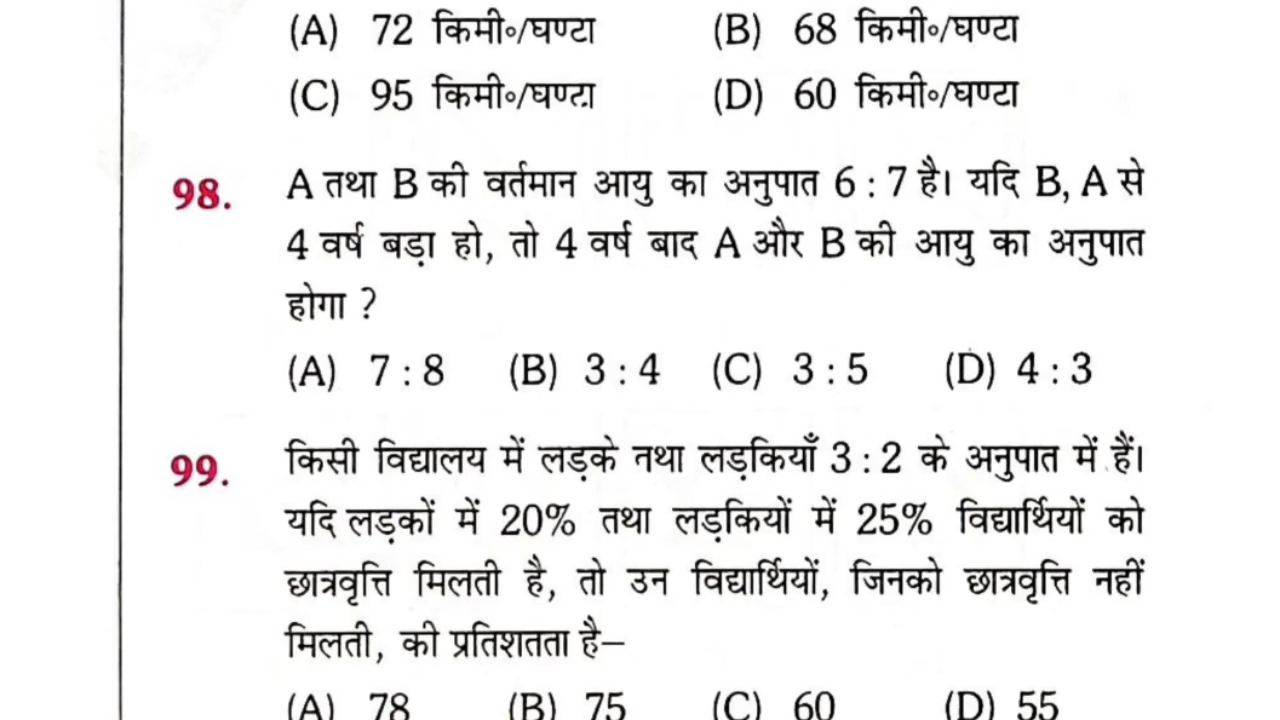 (A) 72 किमी०/घण्टा (B) 68 किमी०/घण्टा
(C) 95 किमी०/घण्टा (D) 60 किमी०/घण्टा
98. A तथा B की वर्तमान आयु का अनुपात 6 : 7 है। यदि B, A से
4 वर्ष बड़ा हो, तो 4 वर्ष बाद A और B की आयु का अनुपात
होगा ?
(A) 7 : 8 (B) 3 : 4 (C) 3 : 5 (D) 4 : 3
99. किसी विद्यालय में लड़के तथा लड़कियाँ 3 : 2 के अनुपात में हैं।
यदि लड़कों में 20% तथा लड़कियों में 25% विद्यार्थियों को
छात्रवृत्ति मिलती है, तो उन विद्यार्थियों, जिनको छात्रवृत्ति नहीं
मिलती, की प्रतिशतता है–
(A) 78 (B) 75 (C) 60 (D) 55